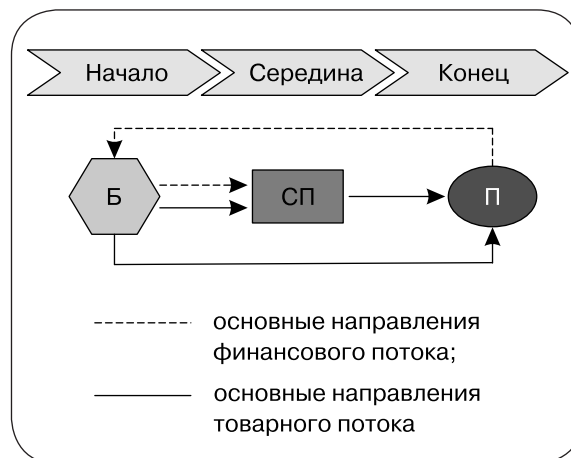 Начало Середина Конец
Б СП П
основные направления
финансового потока;
основные направления
товарного потока